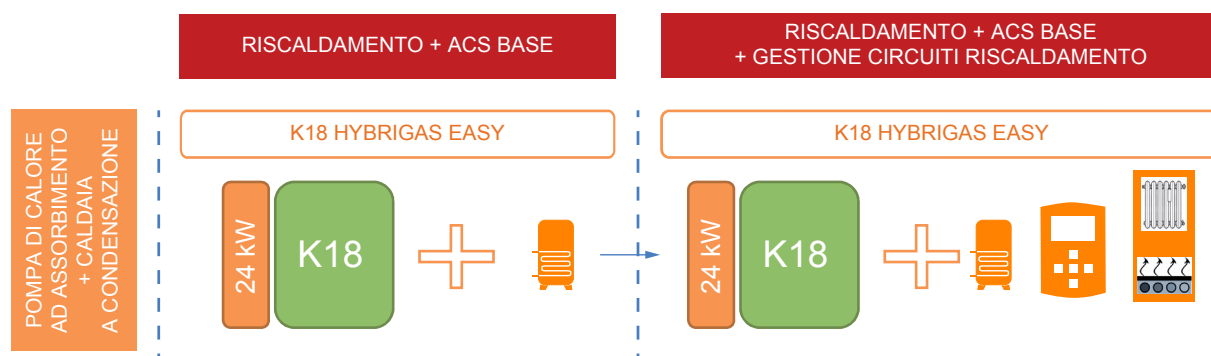 RISCALDAMENTO + ACS BASE
RISCALDAMENTO + ACS BASE
+ GESTIONE CIRCUITI RISCALDAMENTO
POMPA DI CALORE
AD ASSORBIMENTO
+ CALDAIA
A CONDENSAZIONE
K18 HYBRIGAS EASY
K18 HYBRIGAS EASY
24 kW
K18
24 kW
K18